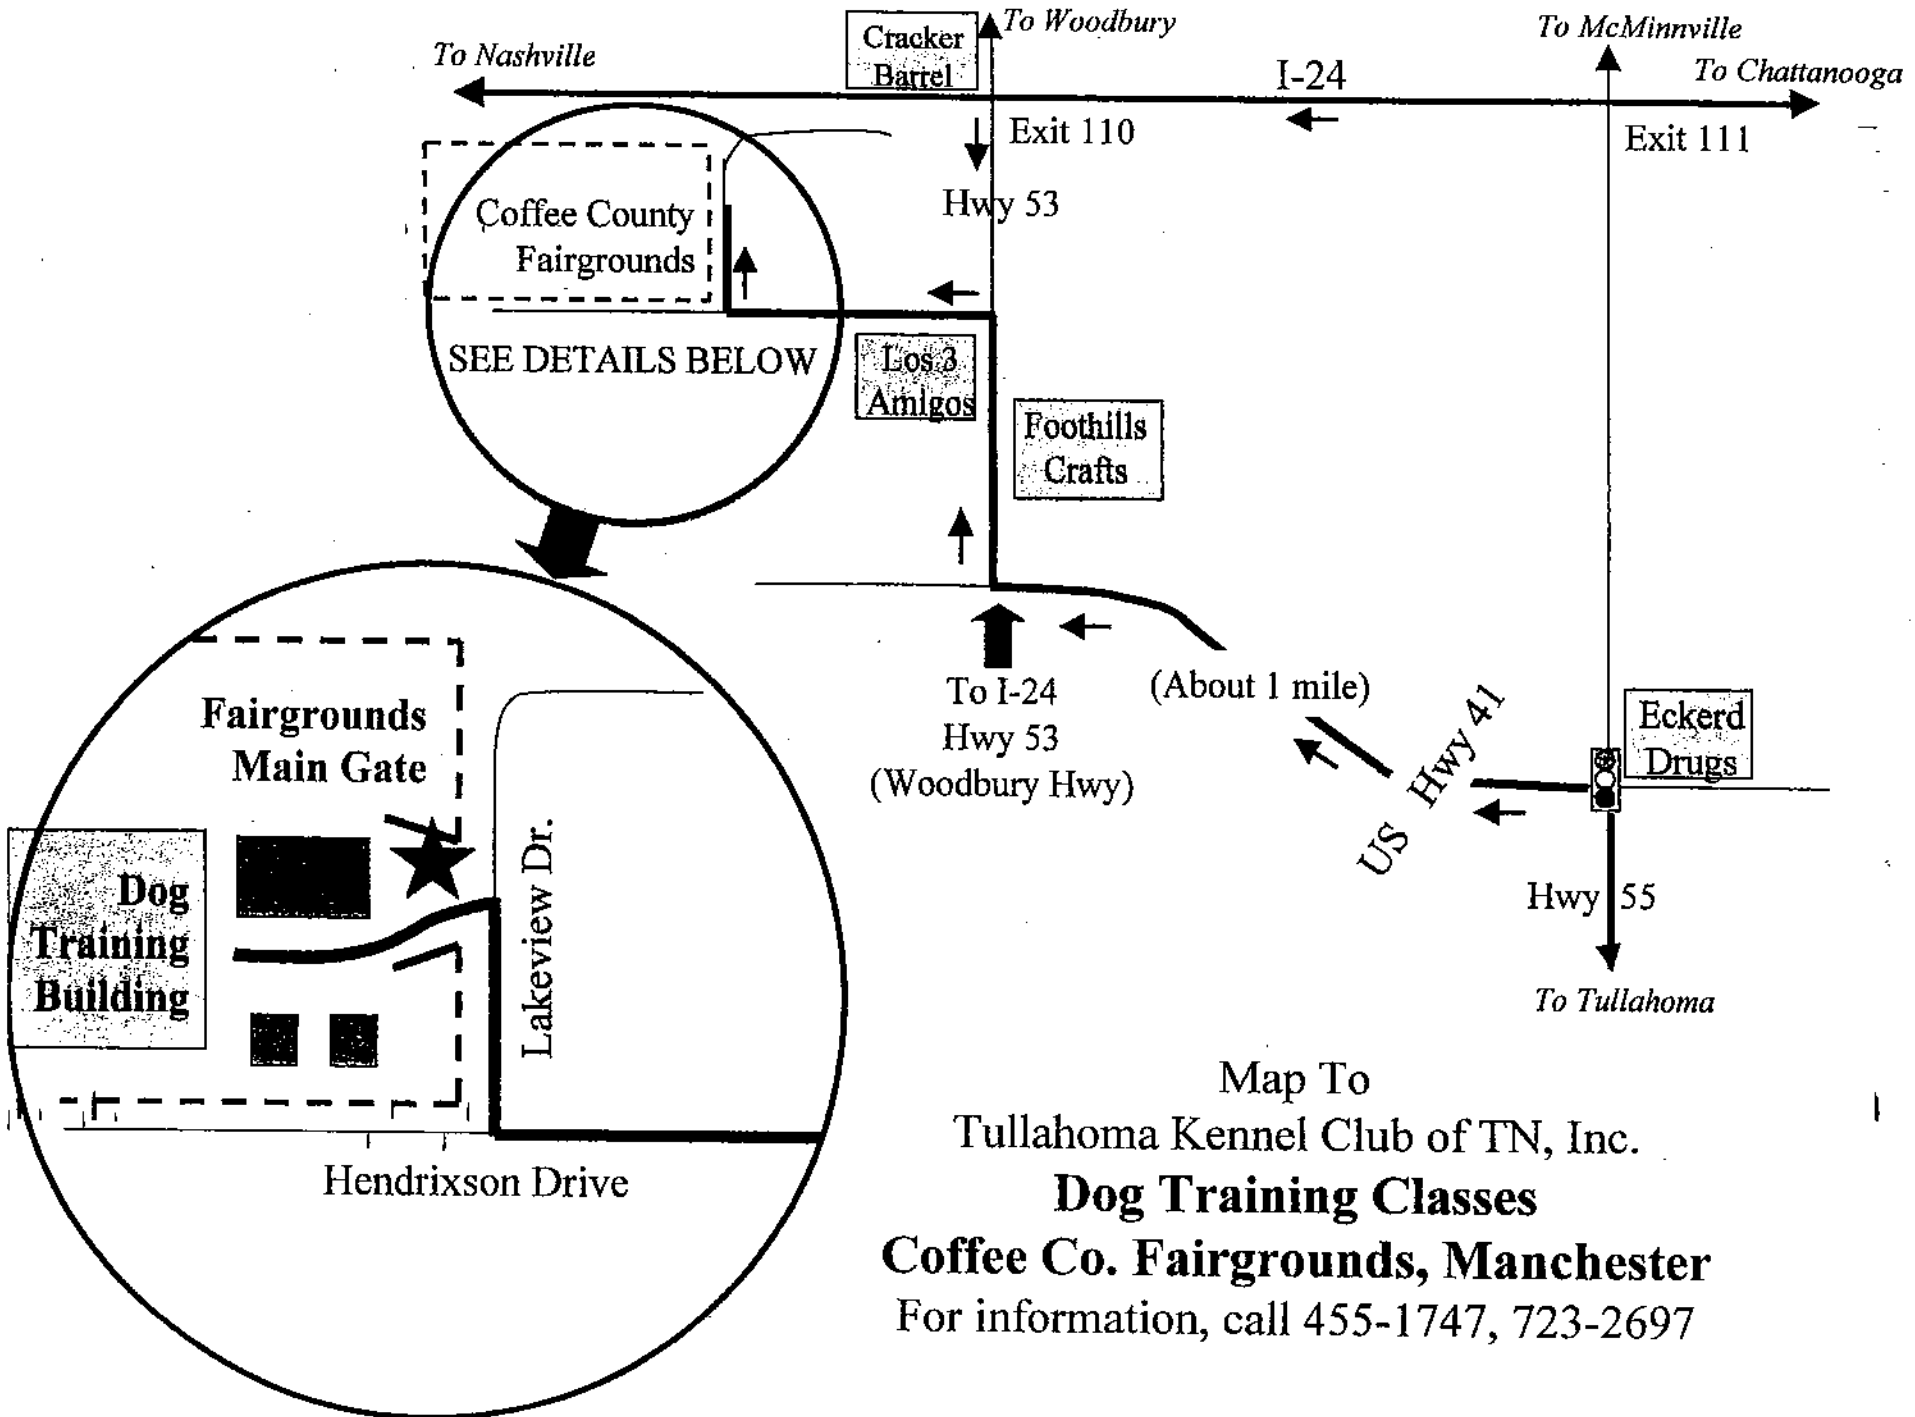 To Nashville
Cracker
Barrel
To Woodbury
I-24
To McMinnville
To Chattanooga
Exit 110
Exit 111
Hwy 53
Coffee County
Fairgrounds
SEE DETAILS BELOW
Los 3
Amigos
Foothills
Crafts
To I-24
Hwy 53
(Woodbury Hwy)
(About 1 mile)
US Hwy 41
Eckerd
Drugs
Hwy 55
To Tullahoma
Fairgrounds
Main Gate
Dog
Training
Building
Lakeview Dr.
Hendrixson Drive
Map To
Tullahoma Kennel Club of TN, Inc.
Dog Training Classes
Coffee Co. Fairgrounds, Manchester
For information, call 455-1747, 723-2697